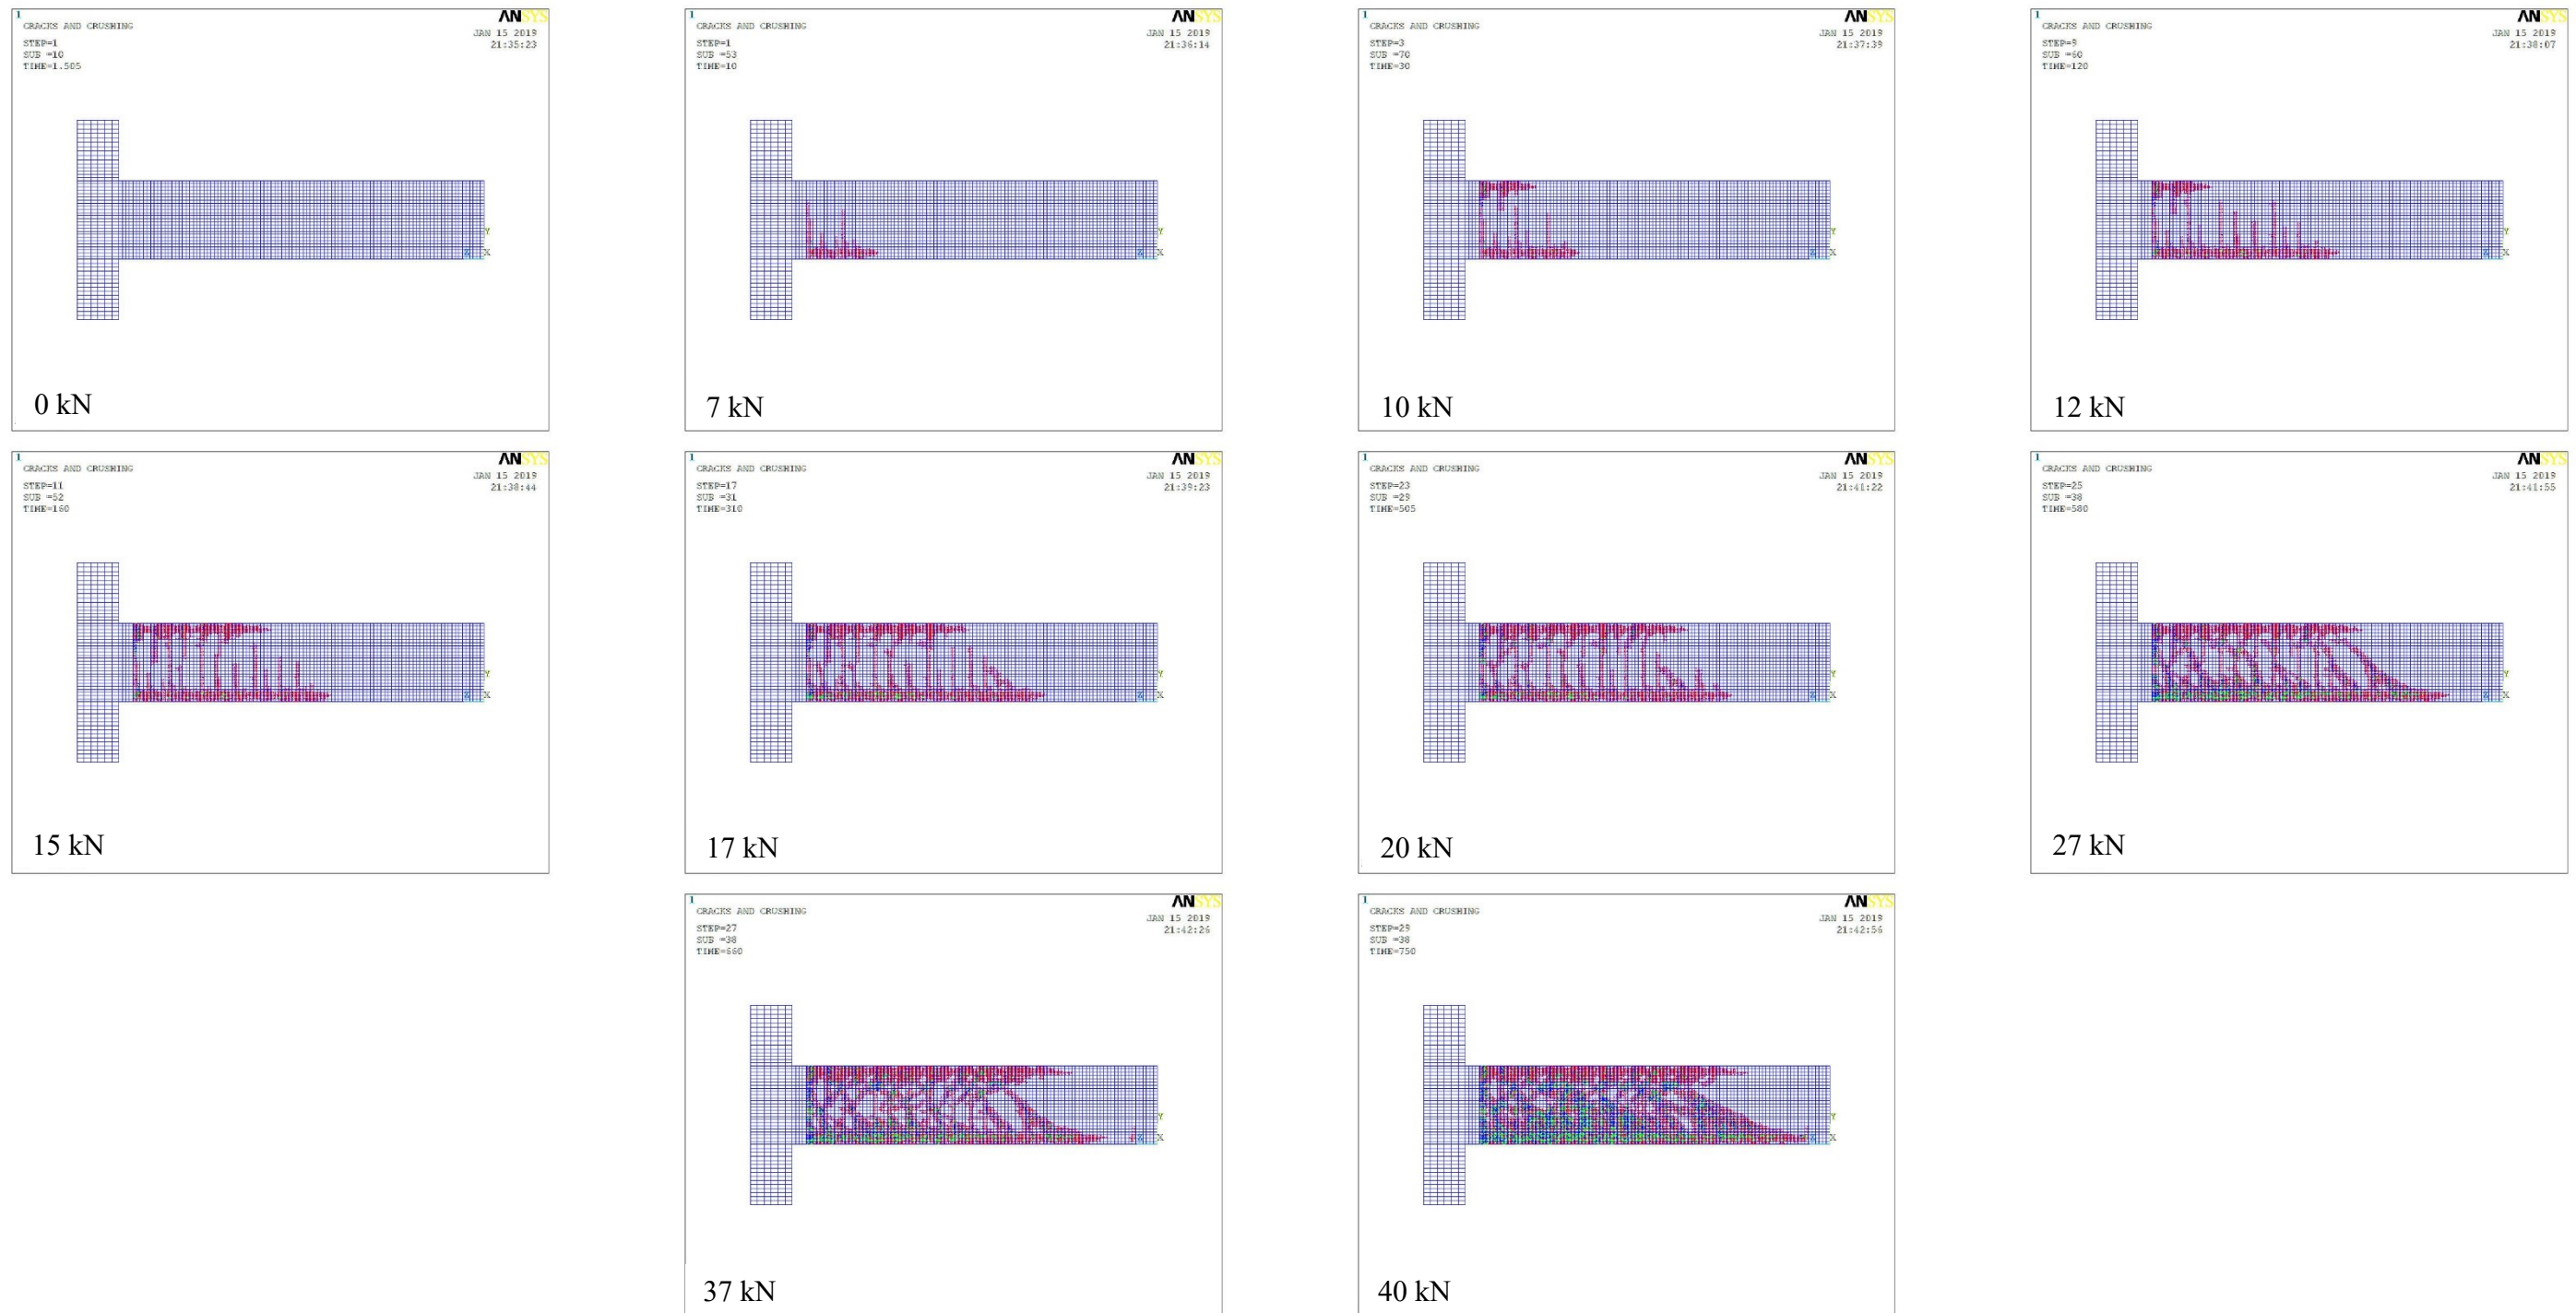 1
ANSYS
CRACKS AND CRUSHING
JAN 15 2019
STEP=1
21:35:23
SUB =10
TIME=1.505
Y
Z X
0 kN
1
ANSYS
CRACKS AND CRUSHING
JAN 15 2019
STEP=1
21:36:14
SUB =53
TIME=10
Y
Z X
7 kN
1
ANSYS
CRACKS AND CRUSHING
JAN 15 2019
STEP=3
21:37:39
SUB =70
TIME=30
Y
Z X
10 kN
1
ANSYS
CRACKS AND CRUSHING
JAN 15 2019
STEP=9
21:38:07
SUB =60
TIME=120
Y
Z X
12 kN
1
ANSYS
CRACKS AND CRUSHING
JAN 15 2019
STEP=11
21:38:44
SUB =52
TIME=160
Y
Z X
15 kN
1
ANSYS
CRACKS AND CRUSHING
JAN 15 2019
STEP=17
21:39:23
SUB =31
TIME=310
Y
Z X
17 kN
1
ANSYS
CRACKS AND CRUSHING
JAN 15 2019
STEP=23
21:41:22
SUB =29
TIME=505
Y
Z X
20 kN
1
ANSYS
CRACKS AND CRUSHING
JAN 15 2019
STEP=25
21:41:55
SUB =38
TIME=580
Y
Z X
27 kN
1
ANSYS
CRACKS AND CRUSHING
JAN 15 2019
STEP=27
21:42:26
SUB =38
TIME=660
Y
Z X
37 kN
1
ANSYS
CRACKS AND CRUSHING
JAN 15 2019
STEP=29
21:42:56
SUB =38
TIME=750
Y
Z X
40 kN